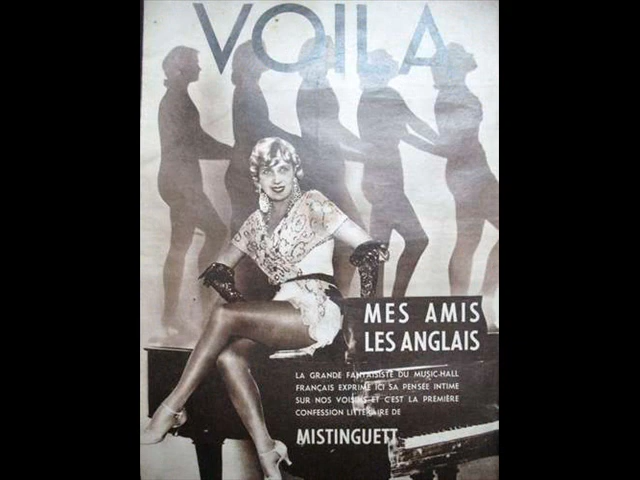 VOILA
MES AMIS
LES ANGLAIS
LA GRANDE FANTAISISTE DU MUSIC-HALL
FRANÇAIS EXPRIME ICI SA PENSÉE INTIME
SUR NOS VOISINS ET C'EST LA PREMIÈRE
CONFESSION LITTÉRAIRE DE
MISTINGUETT